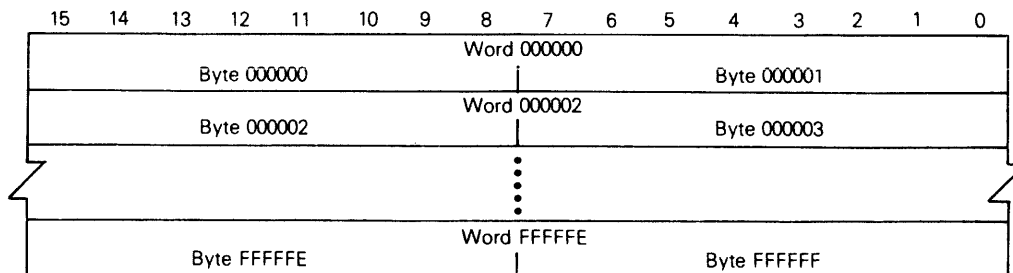 15 14 13 12 11 10 9 8 7 6 5 4 3 2 1 0
Word 000000
Byte 000000 Byte 000001
Word 000002
Byte 000002 Byte 000003
Word FFFFFE
Byte FFFFFE Byte FFFFFF